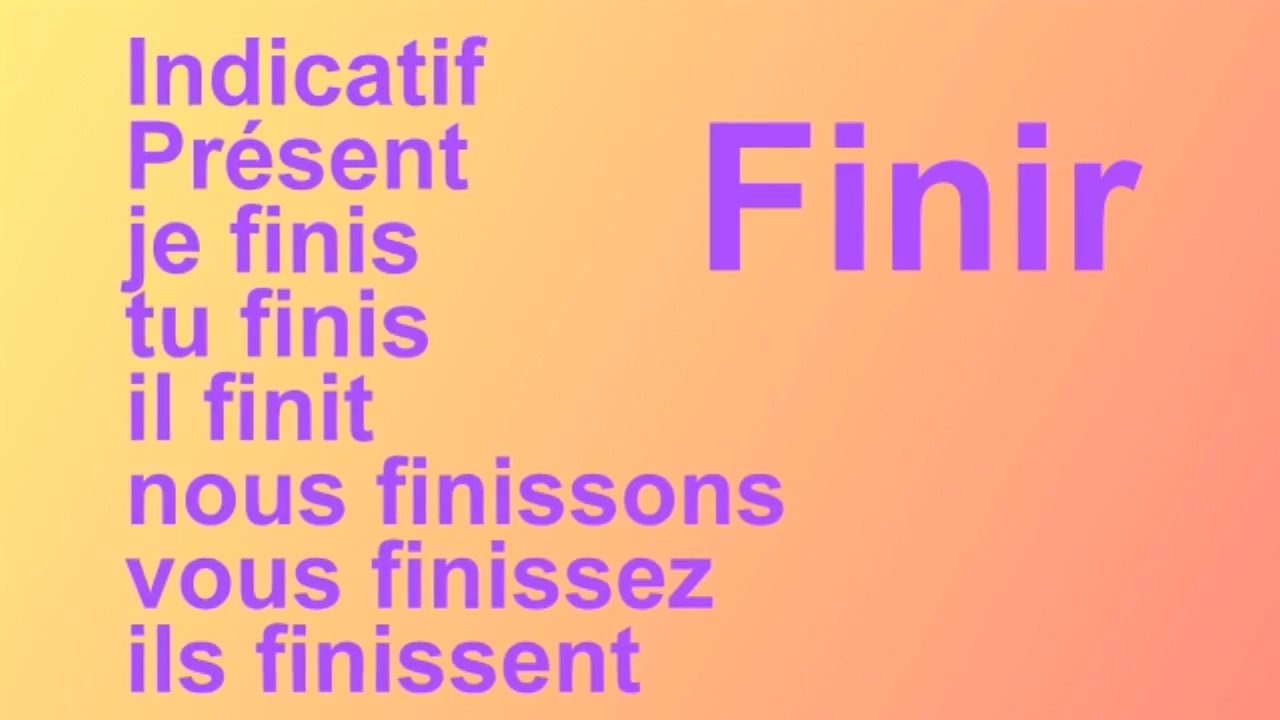 Indicatif
Présent
je finis
tu finis
il finit
nous finissons
vous finissez
ils finissent
Finir